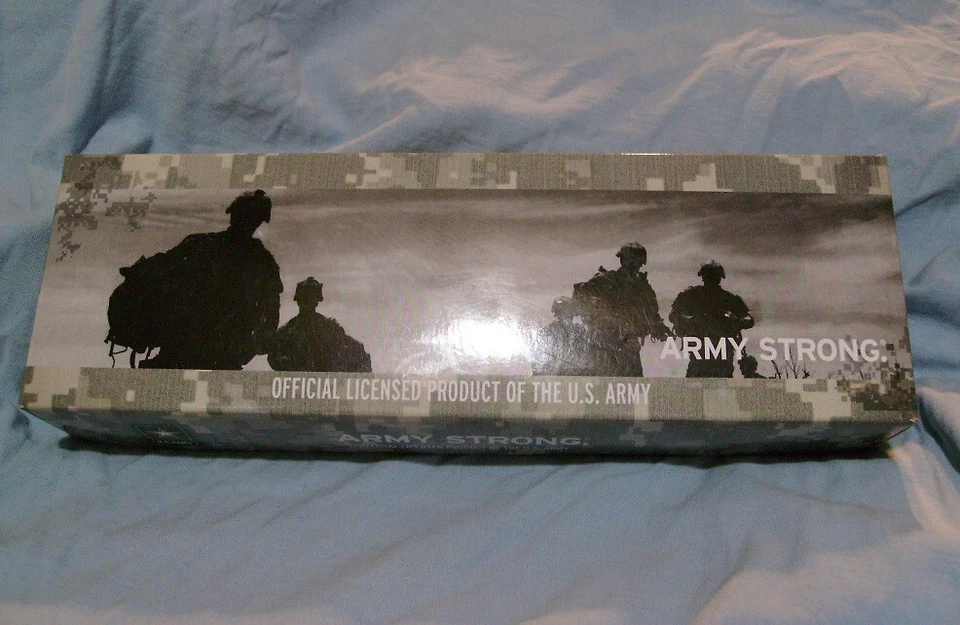 ARMY STRONG:
OFFICIAL LICENSED PRODUCT OF THE U.S. ARMY
ARMY STRONG: